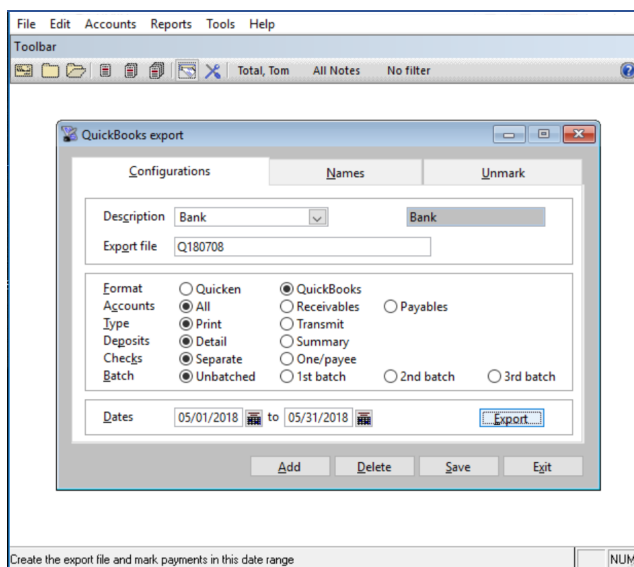 File Edit Accounts Reports Tools Help
Toolbar
Total, Tom All Notes No filter
QuickBooks export
Configurations Names Unmark
Description Bank Bank
Export file Q180708
Format Quicken QuickBooks
Accounts All Receivables Payables
Type Print Transmit
Deposits Detail Summary
Checks Separate One/payee
Batch Unbatched 1st batch 2nd batch 3rd batch
Dates 05/01/2018 to 05/31/2018 Export
Add Delete Save Exit
Create the export file and mark payments in this date range NUM